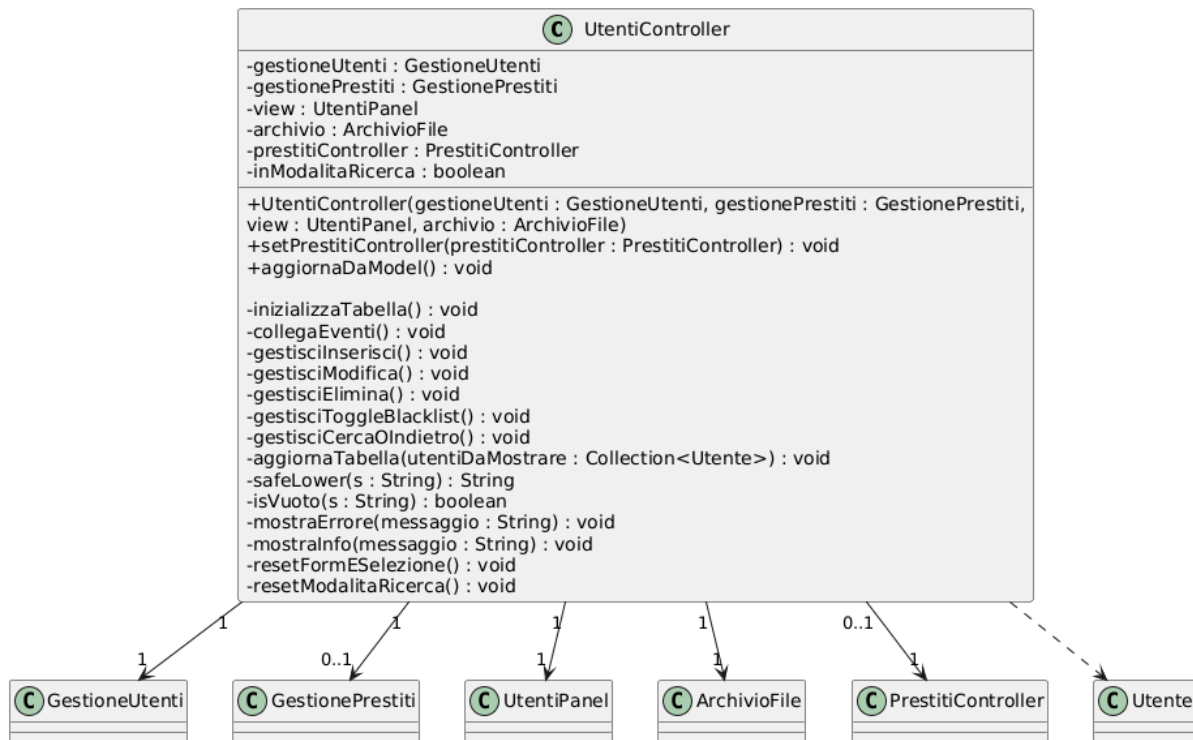 C UtentiController
-gestioneUtenti : GestioneUtenti
-gestionePrestiti : GestionePrestiti
-view : UtentiPanel
-archivio : ArchivioFile
-prestitiController : PrestitiController
-inModalitaRicerca : boolean
+UtentiController(gestioneUtenti : GestioneUtenti, gestionePrestiti : GestionePrestiti,
view : UtentiPanel, archivio : ArchivioFile)
+setPrestitiController(prestitiController : PrestitiController) : void
+aggiornaDaModel() : void
-inizializzaTabella() : void
-collegaEventi() : void
-gestisciInserisci() : void
-gestisciModifica() : void
-gestisciElimina() : void
-gestisciToggleBlacklist() : void
-gestisciCercaOIndietro() : void
-aggiornaTabella(utentiDaMostrare : Collection<Utente>) : void
-safeLower(s : String) : String
-isVuoto(s : String) : boolean
-mostraErrore(messaggio : String) : void
-mostraInfo(messaggio : String) : void
-resetFormESelezione() : void
-resetModalitaRicerca() : void
1 1 1 1 0..1
1 0..1 1 1 1
C GestioneUtenti C GestionePrestiti C UtentiPanel C ArchivioFile C PrestitiController C Utente